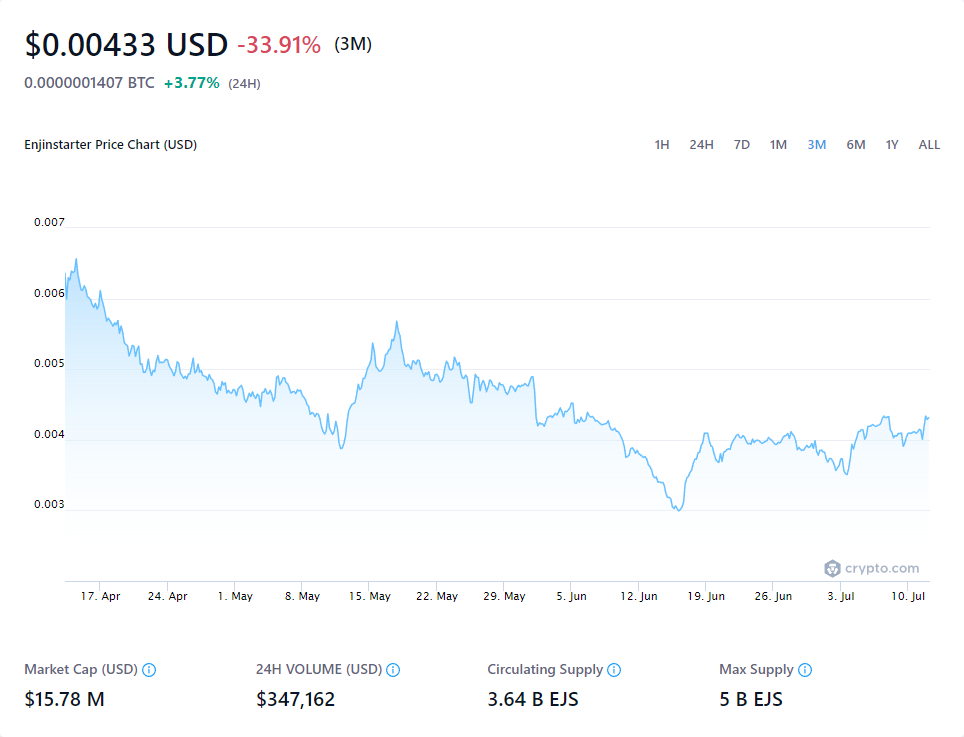 $0.00433 USD -33.91% (3M)
0.0000001407 BTC +3.77% (24H)
Enjinstarter Price Chart (USD)
1H 24H 7D 1M 3M 6M 1Y ALL
0.007
0.006
0.005
0.004
0.003
crypto.com
17. Apr 24. Apr 1. May 8. May 15. May 22. May 29. May 5. Jun 12. Jun 19. Jun 26. Jun 3. Jul 10. Jul
Market Cap (USD) 24H VOLUME (USD) Circulating Supply Max Supply
$15.78 M $347,162 3.64 B EJS 5 B EJS